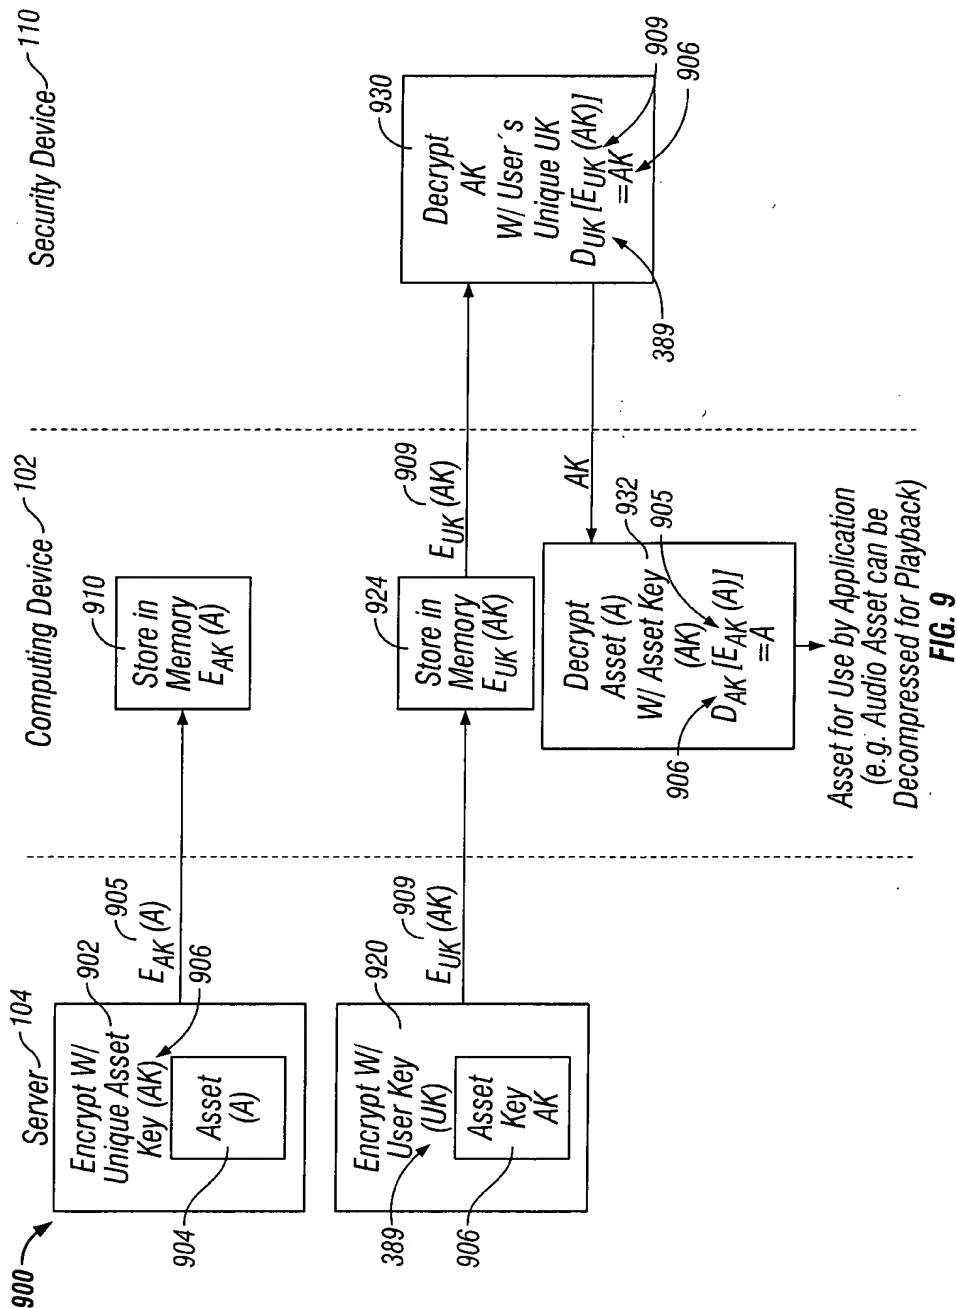 900
Server 104
Computing Device 102
Security Device 110
Encrypt W/
Unique Asset
Key (AK)
902
906
Asset
(A)
904
905
E_AK (A)
910
Store in
Memory
E_AK (A)
Encrypt W/
User Key
(UK)
920
389
Asset
Key
AK
906
909
E_UK (AK)
924
Store in
Memory
E_UK (AK)
909
E_UK (AK)
930
Decrypt
AK
W/ User´s
Unique UK
D_UK [E_UK (AK)]
=AK
909
906
389
AK
Decrypt
Asset (A)
W/ Asset Key
(AK)
D_AK [E_AK (A)]
=A
932
905
906
Asset for Use by Application
(e.g. Audio Asset can be
Decompressed for Playback)
FIG. 9